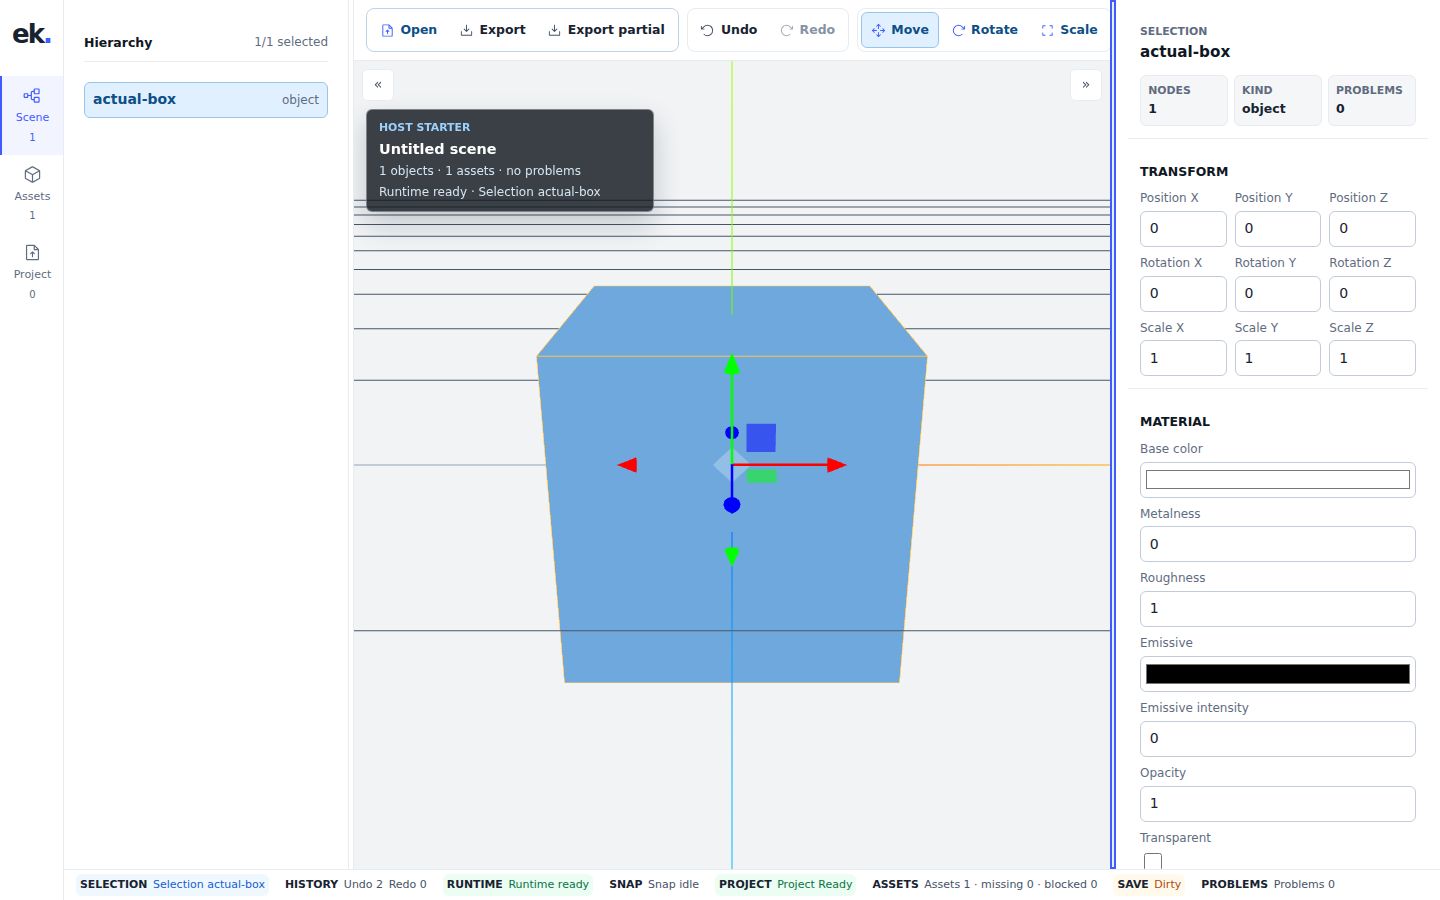 ek.
Scene
1
Assets
1
Project
0
Hierarchy 1/1 selected
actual-box object
Open Export Export partial Undo Redo Move Rotate Scale
« »
HOST STARTER
Untitled scene
1 objects · 1 assets · no problems
Runtime ready · Selection actual-box
SELECTION
actual-box
NODES KIND PROBLEMS
1 object 0
TRANSFORM
Position X Position Y Position Z
0 0 0
Rotation X Rotation Y Rotation Z
0 0 0
Scale X Scale Y Scale Z
1 1 1
MATERIAL
Base color
Metalness
0
Roughness
1
Emissive
Emissive intensity
0
Opacity
1
Transparent
SELECTION Selection actual-box HISTORY Undo 2 Redo 0 RUNTIME Runtime ready SNAP Snap idle PROJECT Project Ready ASSETS Assets 1 · missing 0 · blocked 0 SAVE Dirty PROBLEMS Problems 0